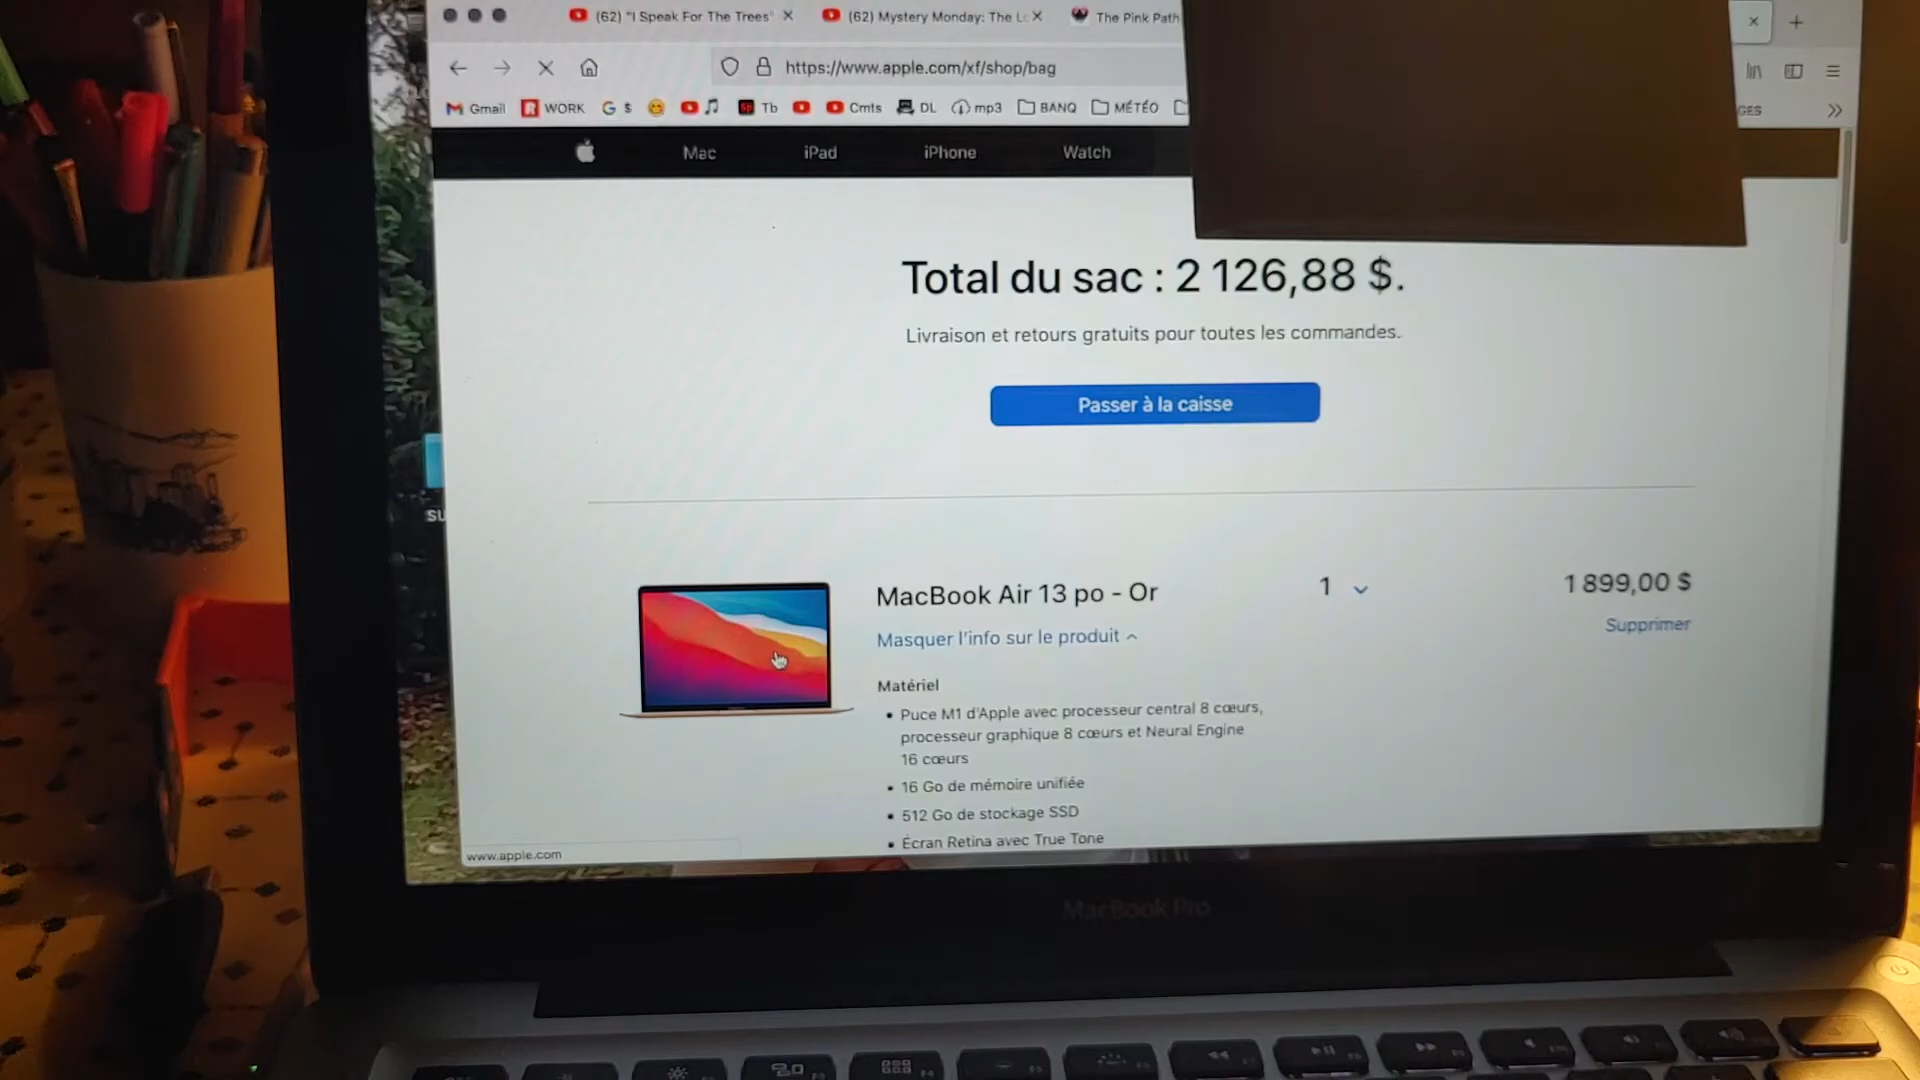 (62) "I Speak For The Trees"
(62) Mystery Monday: The L
The Pink Path
https://www.apple.com/xf/shop/bag
Gmail
WORK
$
Tb
Cmts
DL
mp3
BANQ
MÉTÉO
GES
Mac
iPad
iPhone
Watch
Total du sac : 2 126,88 $.
Livraison et retours gratuits pour toutes les commandes.
Passer à la caisse
MacBook Air 13 po - Or
1
1 899,00 $
Masquer l'info sur le produit
Supprimer
Matériel
• Puce M1 d'Apple avec processeur central 8 cœurs,
processeur graphique 8 cœurs et Neural Engine
16 cœurs
• 16 Go de mémoire unifiée
• 512 Go de stockage SSD
• Écran Retina avec True Tone
www.apple.com
SU
MacBook Pro